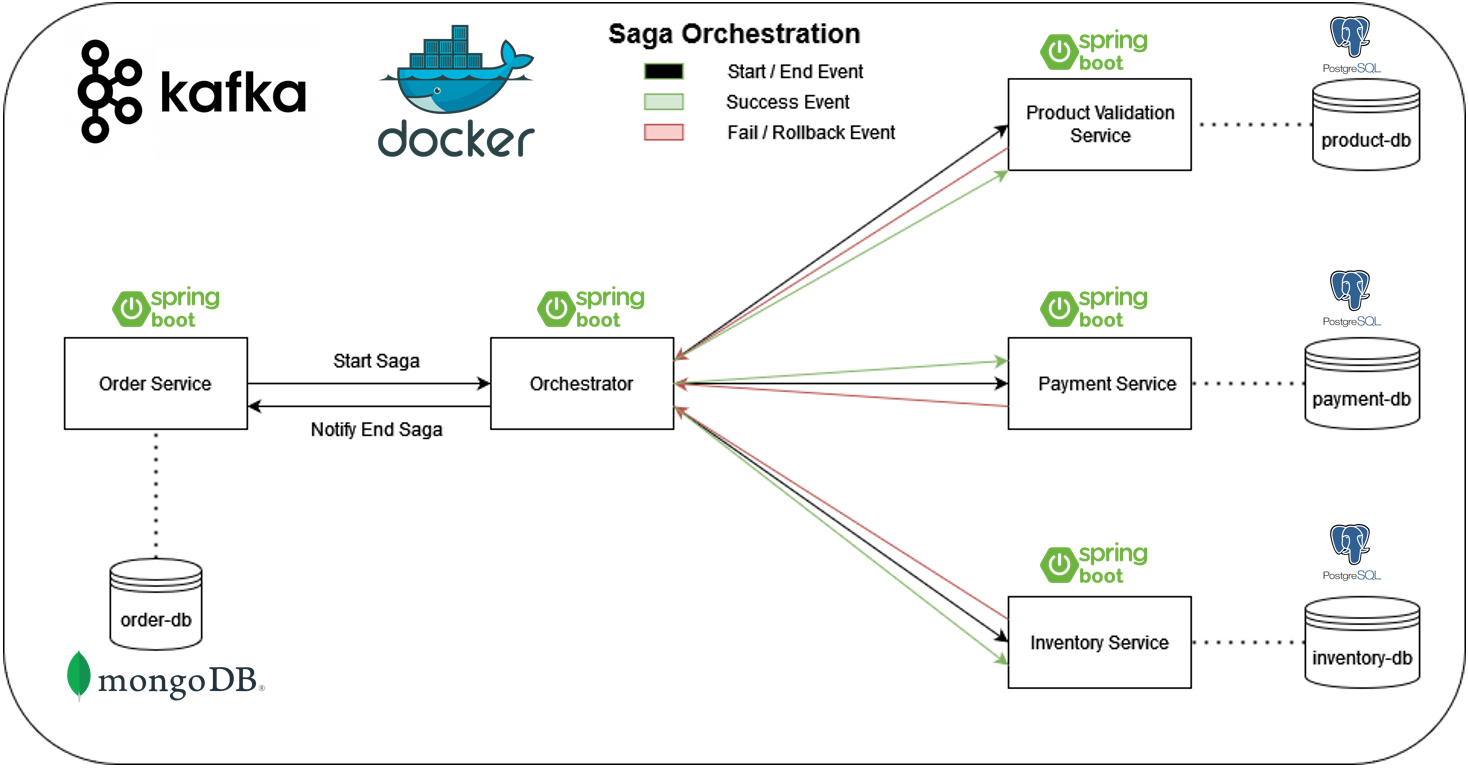 kafka
docker
Saga Orchestration
Start / End Event
Success Event
Fail / Rollback Event
spring
boot
Product Validation
Service
PostgreSQL
product-db
spring
boot
Order Service
Start Saga
Notify End Saga
spring
boot
Orchestrator
spring
boot
Payment Service
PostgreSQL
payment-db
order-db
mongoDB®
spring
boot
Inventory Service
PostgreSQL
inventory-db